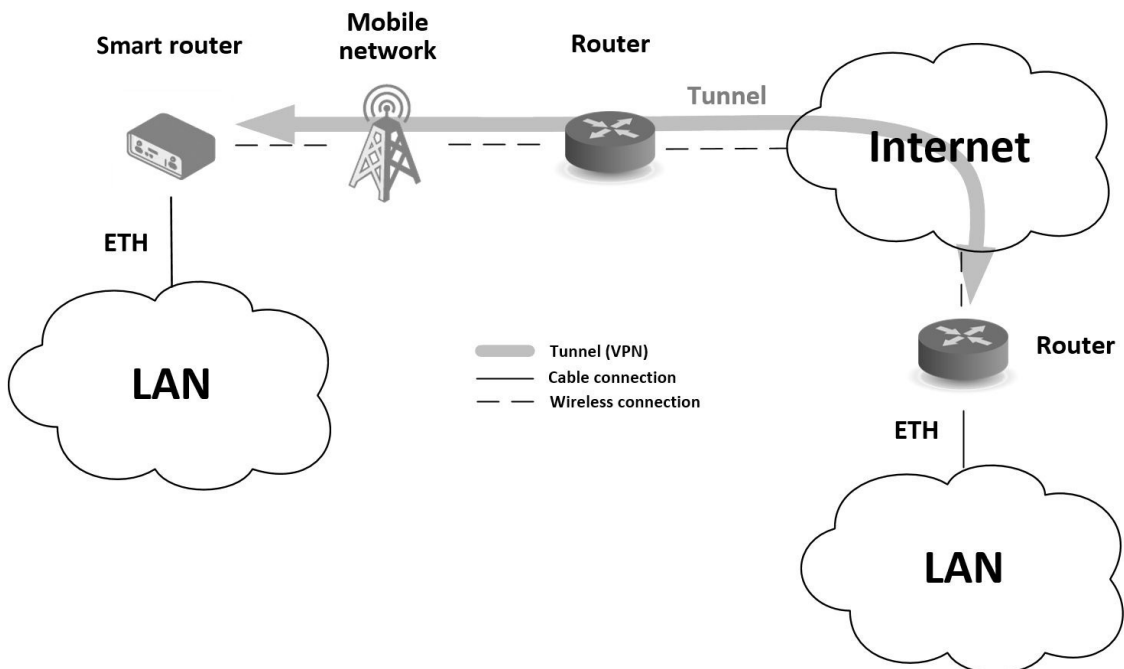 Smart router
Mobile
network
Router
Tunnel
Internet
ETH
LAN
Tunnel (VPN)
Cable connection
Wireless connection
Router
ETH
LAN